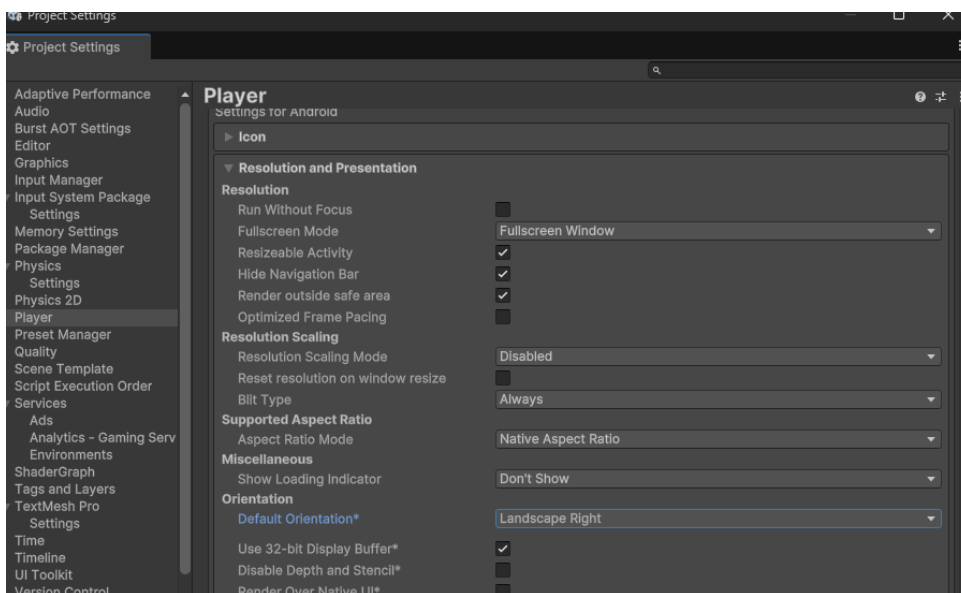 Project Settings
Project Settings
Adaptive Performance
Audio
Burst AOT Settings
Editor
Graphics
Input Manager
Input System Package
Settings
Memory Settings
Package Manager
Physics
Settings
Physics 2D
Player
Preset Manager
Quality
Scene Template
Script Execution Order
Services
Ads
Analytics - Gaming Serv
Environments
ShaderGraph
Tags and Layers
TextMesh Pro
Settings
Time
Timeline
UI Toolkit
Version Control
Player
Settings for Android
Icon
Resolution and Presentation
Resolution
Run Without Focus
Fullscreen Mode Fullscreen Window
Resizeable Activity
Hide Navigation Bar
Render outside safe area
Optimized Frame Pacing
Resolution Scaling
Resolution Scaling Mode Disabled
Reset resolution on window resize
Blit Type Always
Supported Aspect Ratio
Aspect Ratio Mode Native Aspect Ratio
Miscellaneous
Show Loading Indicator Don't Show
Orientation
Default Orientation* Landscape Right
Use 32-bit Display Buffer*
Disable Depth and Stencil*
Render Over Native UI*